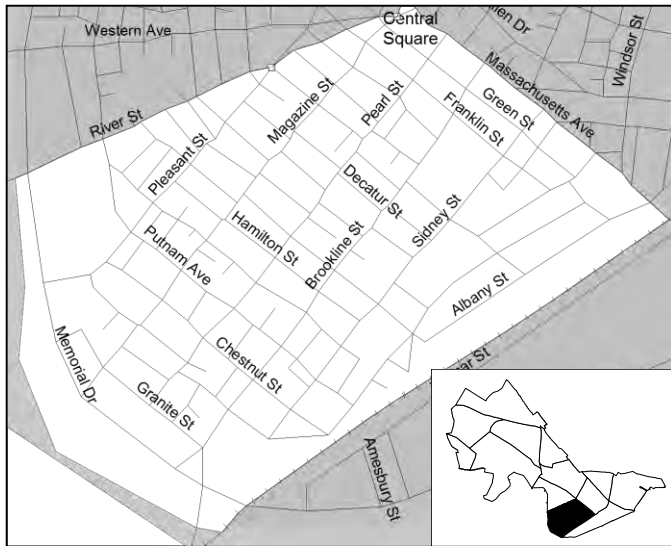 Western Ave
Central
Square
Windsor St
Massachusetts Ave
River St
Magazine St
Pearl St
Green St
Franklin St
Pleasant St
Decatur St
Sidney St
Hamilton St
Brookline St
Putnam Ave
Albany St
Memorial Dr
Chestnut St
Granite St
Amesbury St